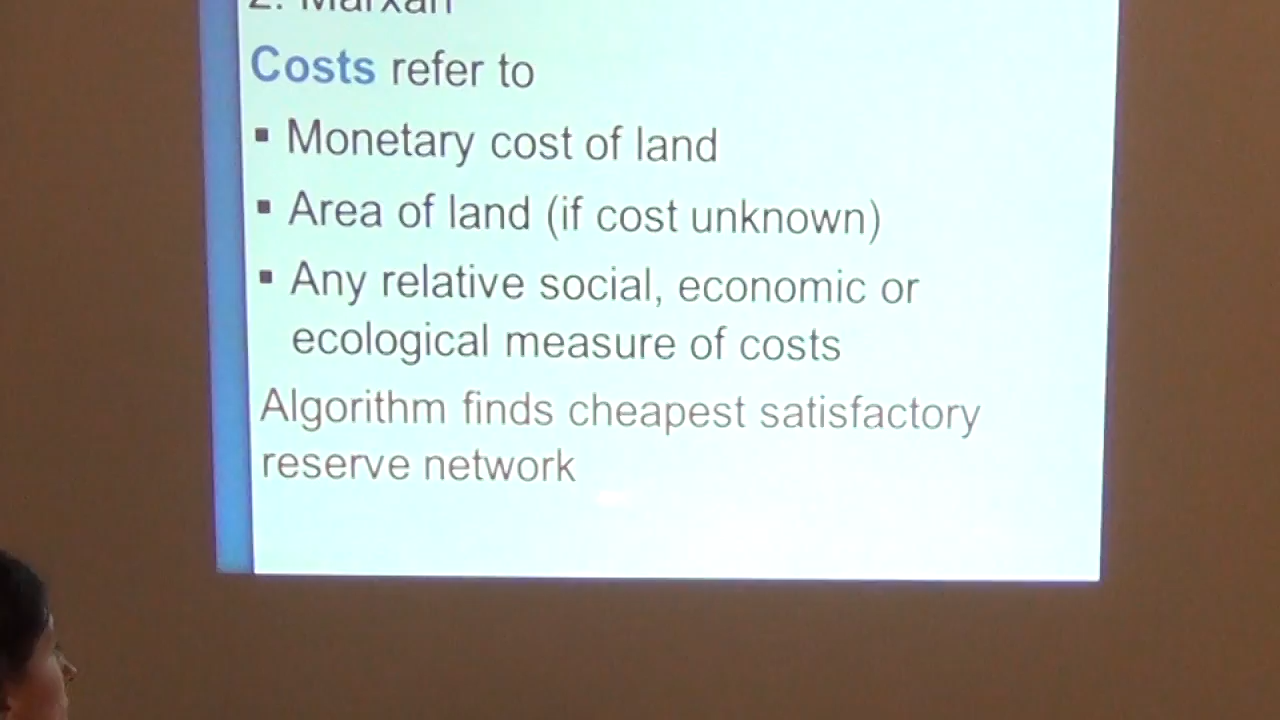 2. Marxan
Costs refer to
▪ Monetary cost of land
▪ Area of land (if cost unknown)
▪ Any relative social, economic or
ecological measure of costs
Algorithm finds cheapest satisfactory
reserve network